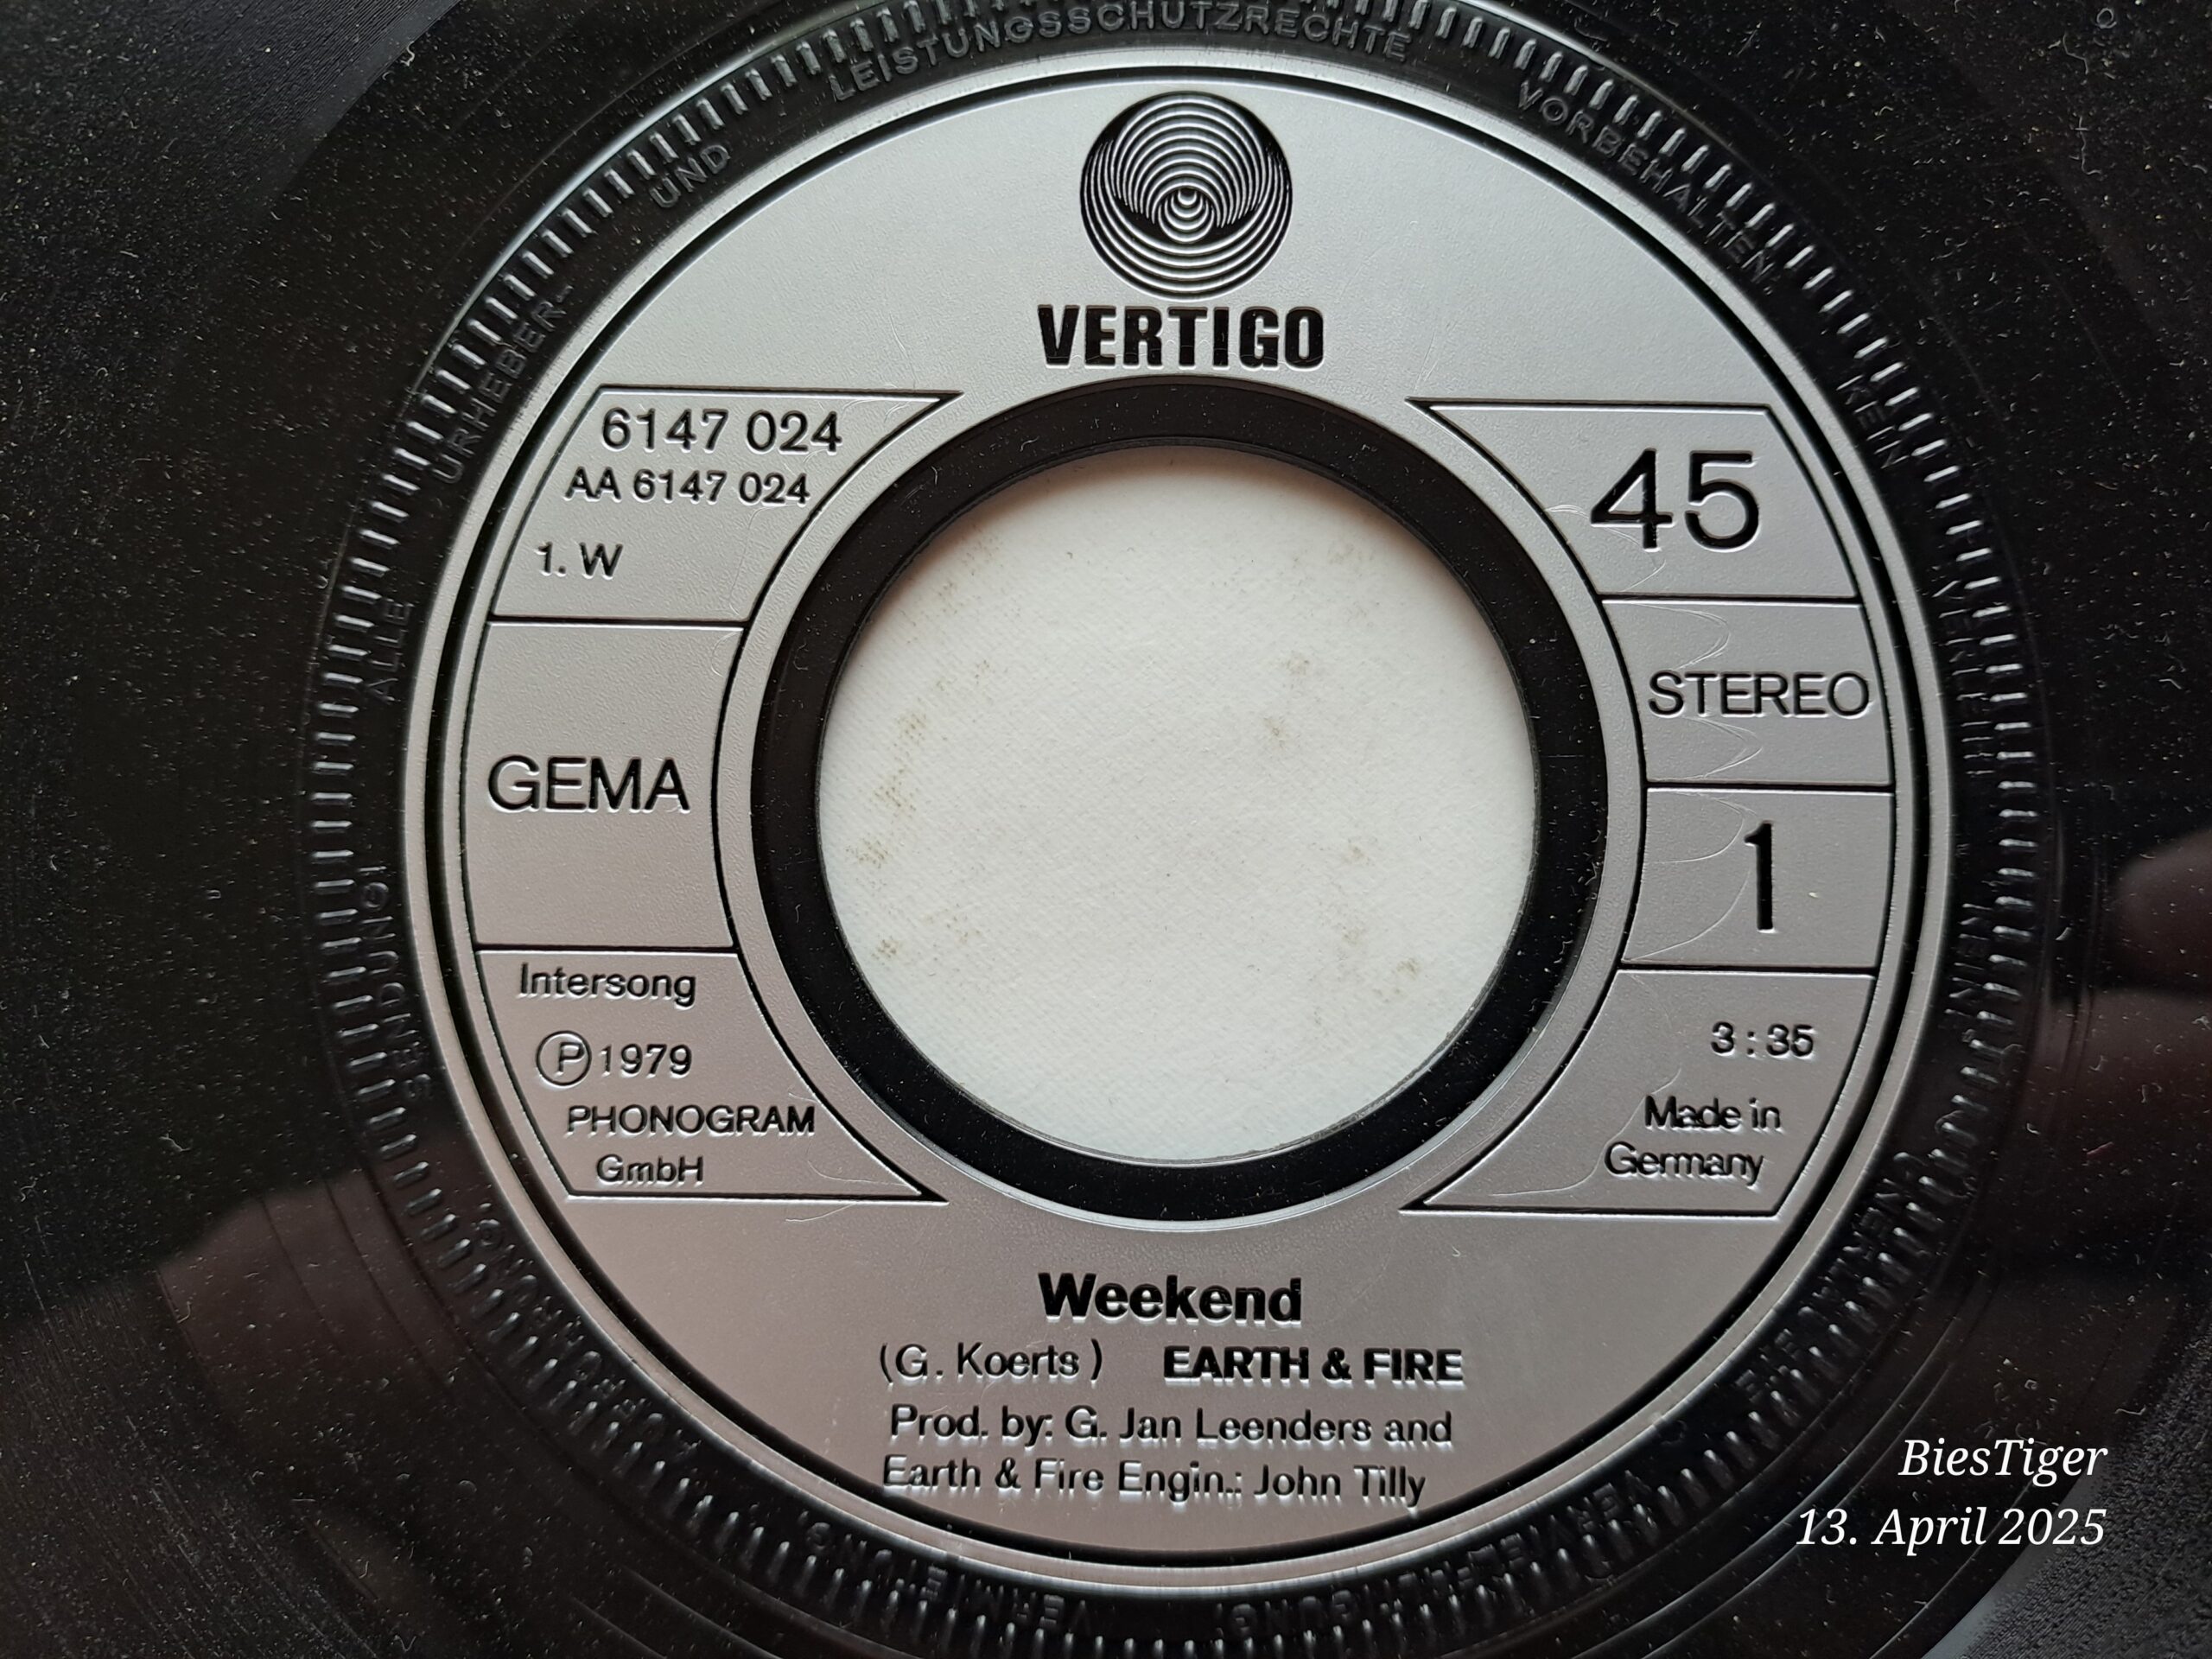 ALLE URHEBER- UND LEISTUNGSSCHUTZRECHTE VORBEHALTEN KEIN
VERTIGO
6147 024
AA 6147 024
1. W
GEMA
Intersong
Ⓟ 1979
PHONOGRAM
GmbH
45
STEREO
1
3:35
Made in
Germany
Weekend
(G. Koerts) EARTH & FIRE
Prod. by: G. Jan Leenders and
Earth & Fire Engin.: John Tilly
BiesTiger
13. April 2025